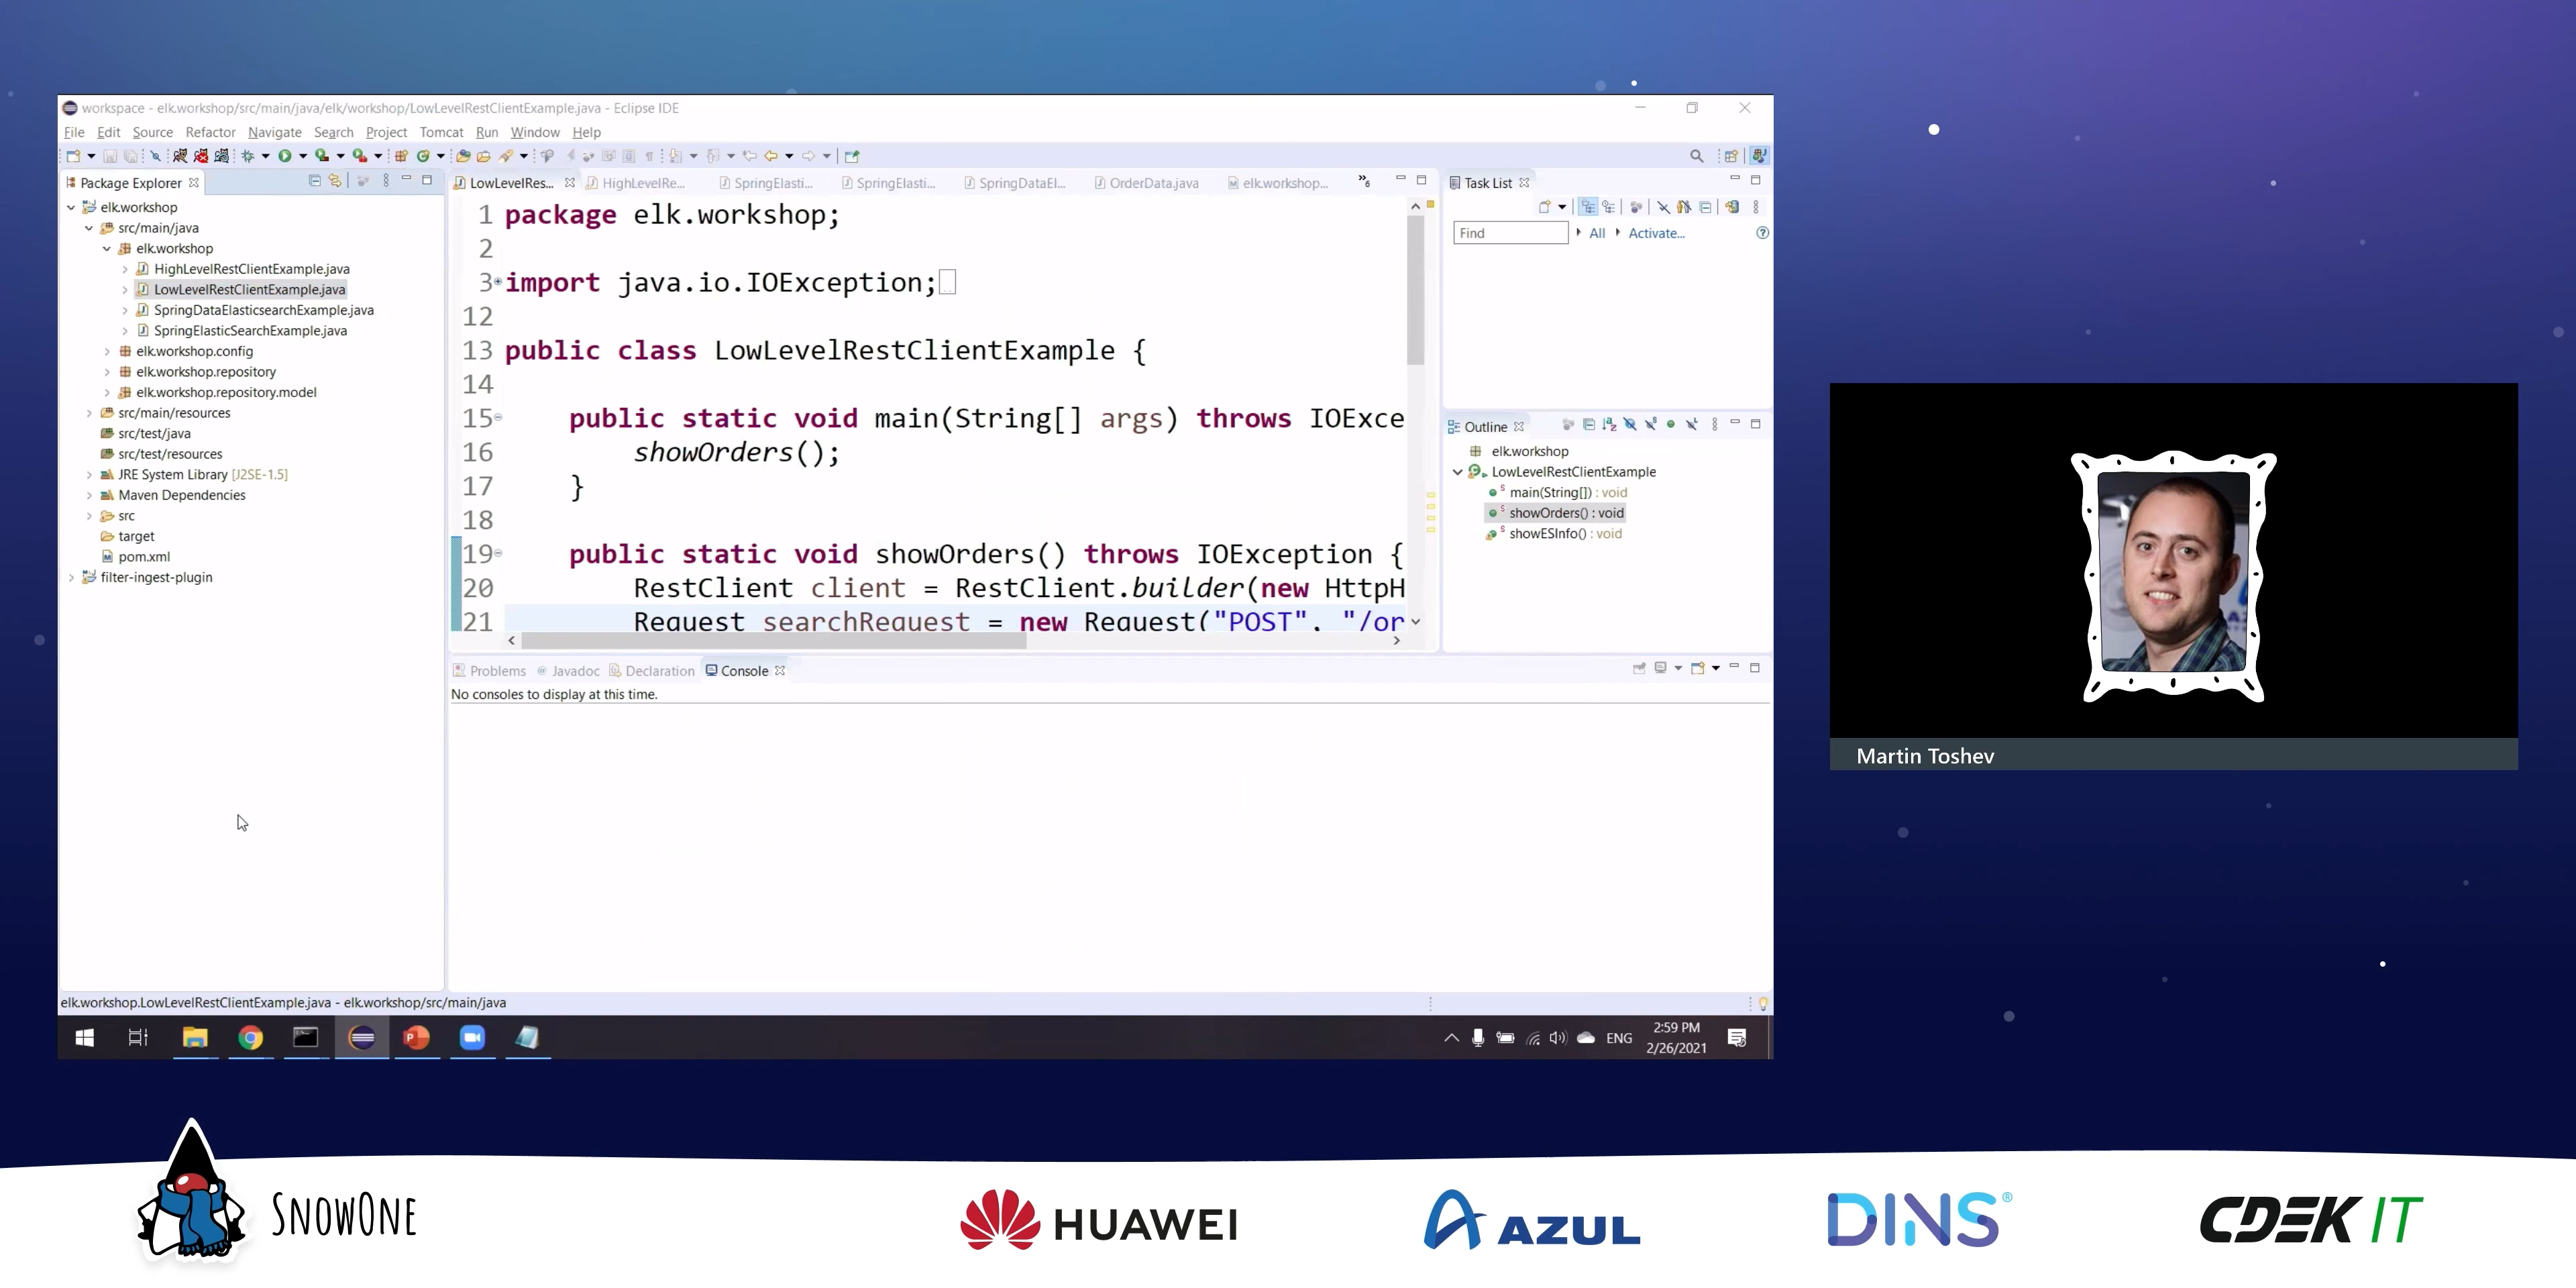 workspace - elk.workshop/src/main/java/elk/workshop/LowLevelRestClientExample.java - Eclipse IDE
File Edit Source Refactor Navigate Search Project Tomcat Run Window Help
Package Explorer
elk.workshop
src/main/java
elk.workshop
HighLevelRestClientExample.java
LowLevelRestClientExample.java
SpringDataElasticsearchExample.java
SpringElasticSearchExample.java
elk.workshop.config
elk.workshop.repository
elk.workshop.repository.model
src/main/resources
src/test/java
src/test/resources
JRE System Library [J2SE-1.5]
Maven Dependencies
src
target
pom.xml
filter-ingest-plugin
LowLevelRes... HighLevelRe... SpringElasti... SpringElasti... SpringDataEl... OrderData.java elk.workshop... »6
1 package elk.workshop;
2
3 import java.io.IOException;
12
13 public class LowLevelRestClientExample {
14
15 public static void main(String[] args) throws IOExce
16 showOrders();
17 }
18
19 public static void showOrders() throws IOException {
20 RestClient client = RestClient.builder(new HttpH
21 Request searchRequest = new Request("POST", "/or
Task List
Find All Activate...
Outline
elk.workshop
LowLevelRestClientExample
main(String[]) : void
showOrders() : void
showESInfo() : void
Problems Javadoc Declaration Console
No consoles to display at this time.
elk.workshop.LowLevelRestClientExample.java - elk.workshop/src/main/java
ENG
2:59 PM
2/26/2021
Martin Toshev
SNOWONE
HUAWEI
AZUL
DINS®
CDEK IT